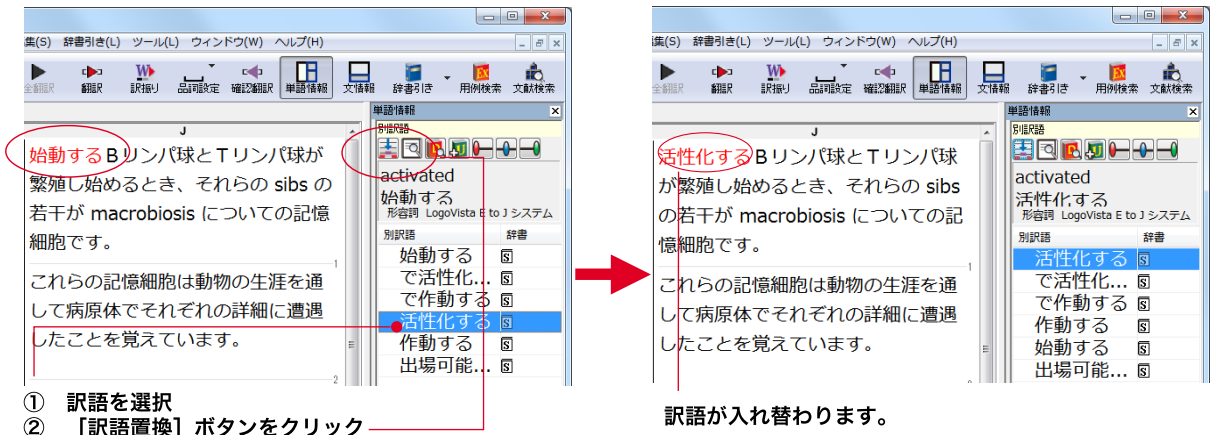 集(S) 辞書引き(L) ツール(L) ウィンドウ(W) ヘルプ(H)
全翻訳 翻訳 訳振り 品詞設定 確認翻訳 単語情報 文情報 辞書引き 用例検索 文献検索
単語情報
別訳語
J
始動するBリンパ球とTリンパ球が
繁殖し始めるとき、それらの sibs の
若干が macrobiosis についての記憶
細胞です。
1
これらの記憶細胞は動物の生涯を通
して病原体でそれぞれの詳細に遭遇
したことを覚えています。
2
activated
始動する
形容詞 LogoVista E to J システム
別訳語 辞書
始動する S
で活性化... S
で作動する S
活性化する S
作動する S
出場可能... S
① 訳語を選択
② [訳語置換] ボタンをクリック
集(S) 辞書引き(L) ツール(L) ウィンドウ(W) ヘルプ(H)
全翻訳 翻訳 訳振り 品詞設定 確認翻訳 単語情報 文情報 辞書引き 用例検索 文献検索
単語情報
別訳語
J
活性化するBリンパ球とTリンパ球
が繁殖し始めるとき、それらの sibs
の若干が macrobiosis についての記
憶細胞です。
1
これらの記憶細胞は動物の生涯を通
して病原体でそれぞれの詳細に遭遇
したことを覚えています。
activated
活性化する
形容詞 LogoVista E to J システム
別訳語 辞書
活性化する S
で活性化... S
で作動する S
作動する S
始動する S
出場可能... S
訳語が入れ替わります。